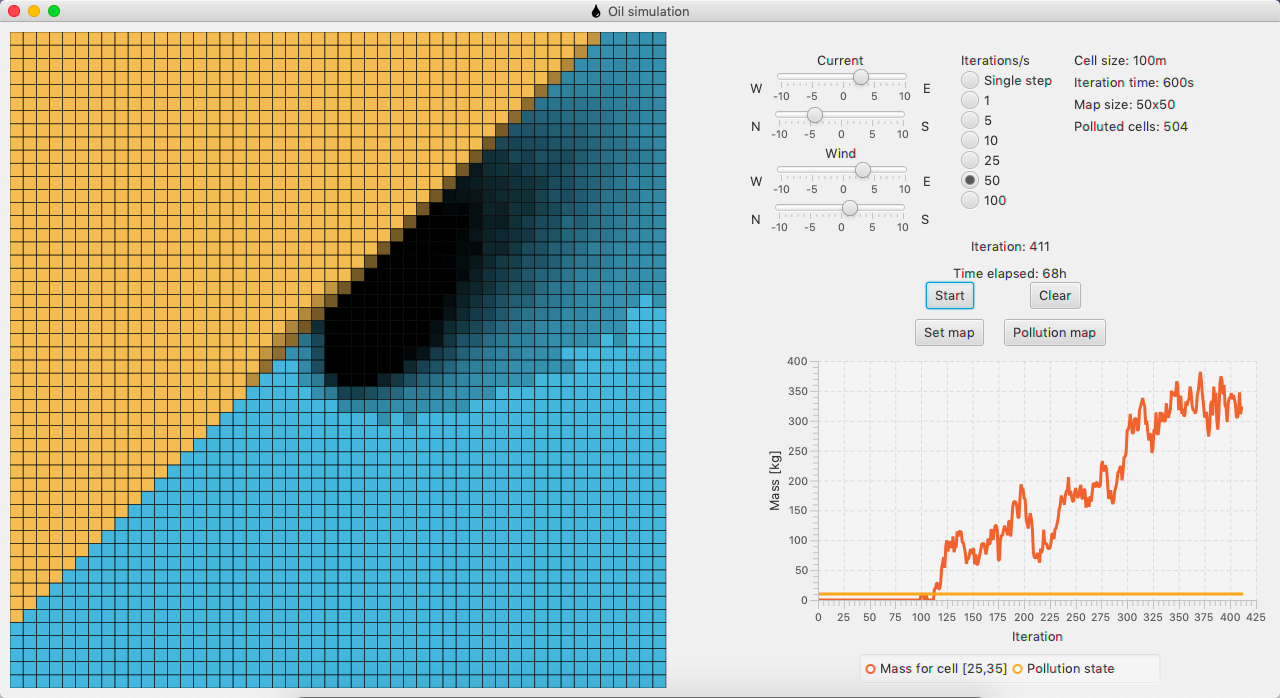 Oil simulation
Current
W
-10 -5 0 5 10
E
N
-10 -5 0 5 10
S
Wind
W
-10 -5 0 5 10
E
N
-10 -5 0 5 10
S
Iterations/s
Single step
1
5
10
25
50
100
Cell size: 100m
Iteration time: 600s
Map size: 50x50
Polluted cells: 504
Iteration: 411
Time elapsed: 68h
Start Clear
Set map Pollution map
Mass [kg]
400
350
300
250
200
150
100
50
0
0 25 50 75 100 125 150 175 200 225 250 275 300 325 350 375 400 425
Iteration
Mass for cell [25,35] Pollution state